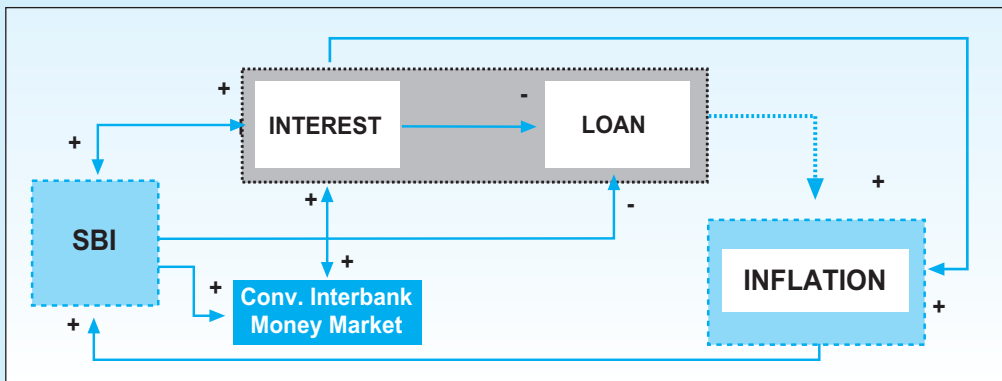 +
-
INTEREST
LOAN
+
+
-
+
SBI
+
+
INFLATION
Conv. Interbank
Money Market
+
+